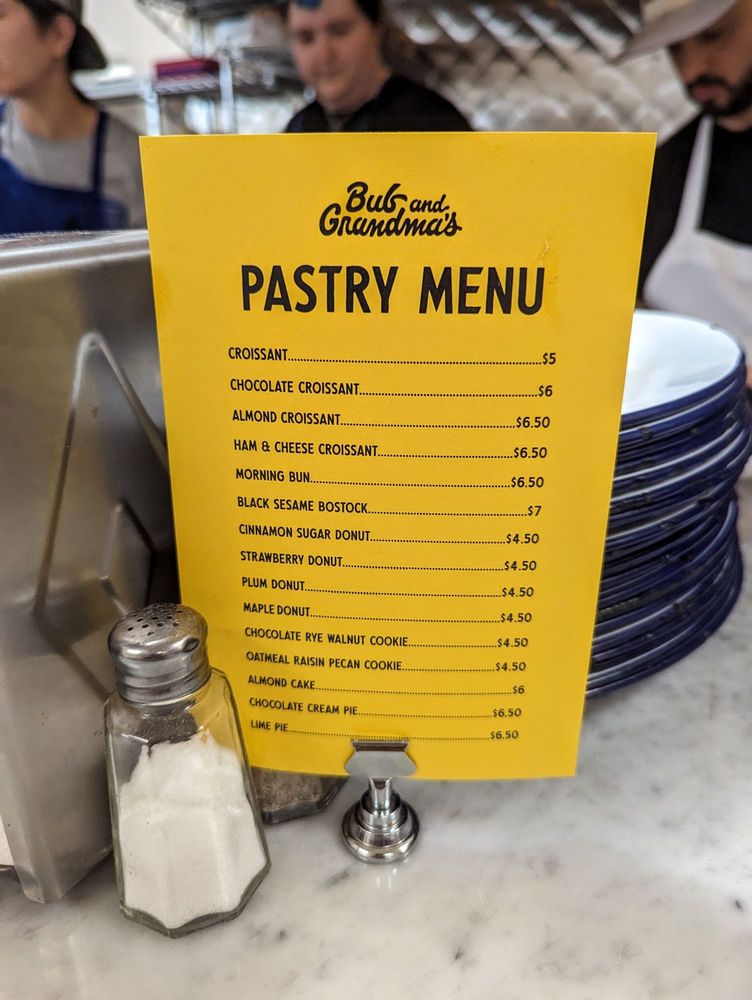 Bub and
Grandma's
PASTRY MENU
CROISSANT....................$5
CHOCOLATE CROISSANT....................$6
ALMOND CROISSANT....................$6.50
HAM & CHEESE CROISSANT....................$6.50
MORNING BUN....................$6.50
BLACK SESAME BOSTOCK....................$7
CINNAMON SUGAR DONUT....................$4.50
STRAWBERRY DONUT....................$4.50
PLUM DONUT....................$4.50
MAPLE DONUT....................$4.50
CHOCOLATE RYE WALNUT COOKIE....................$4.50
OATMEAL RAISIN PECAN COOKIE....................$4.50
ALMOND CAKE....................$6
CHOCOLATE CREAM PIE....................$6.50
LIME PIE....................$6.50